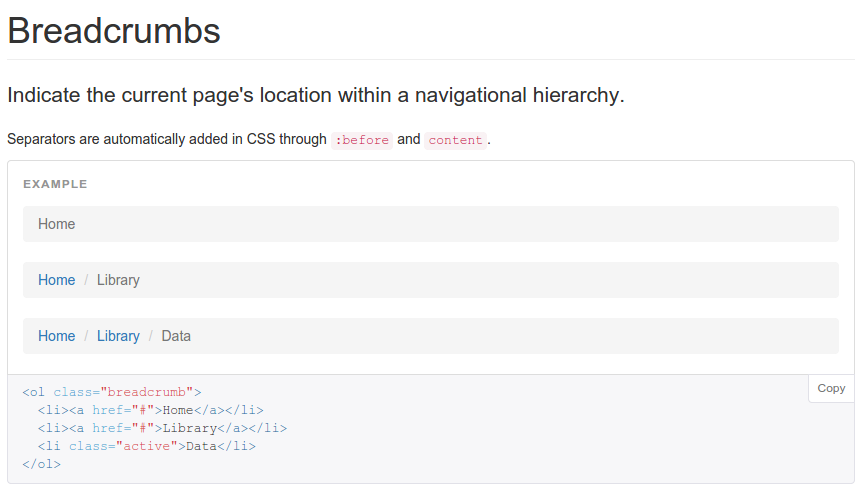 Breadcrumbs
Indicate the current page's location within a navigational hierarchy.
Separators are automatically added in CSS through :before and content.
EXAMPLE
Home
Home / Library
Home / Library / Data
Copy
<ol class="breadcrumb">
  <li><a href="#">Home</a></li>
  <li><a href="#">Library</a></li>
  <li class="active">Data</li>
</ol>